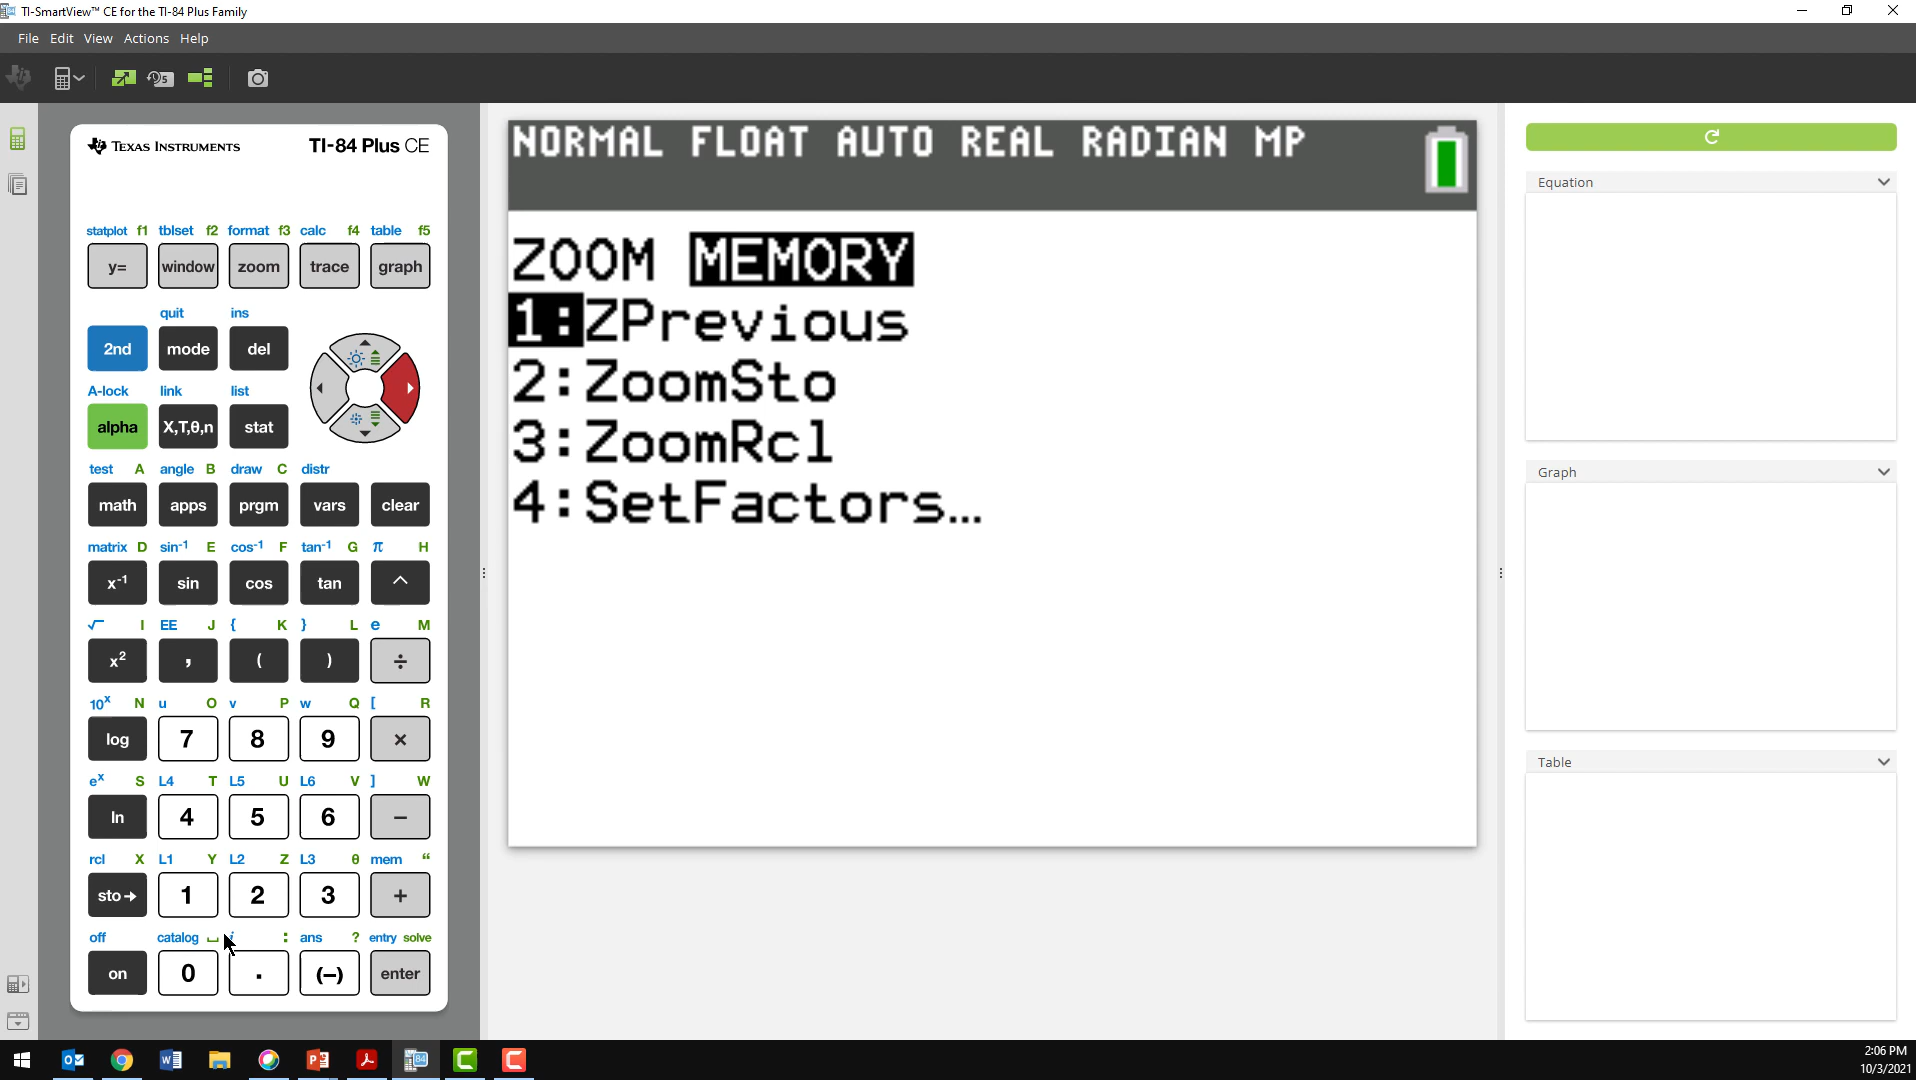 TI-SmartView™ CE for the TI-84 Plus Family
File Edit View Actions Help
TEXAS INSTRUMENTS TI-84 Plus CE
statplot f1 tblset f2 format f3 calc f4 table f5
y= window zoom trace graph
quit ins
2nd mode del
A-lock link list
alpha X,T,θ,n stat
test A angle B draw C distr
math apps prgm vars clear
matrix D sin-1 E cos-1 F tan-1 G π H
x-1 sin cos tan ^
√ I EE J { K } L e M
x2 , ( ) ÷
10x N u O v P w Q [ R
log 7 8 9 ×
ex S L4 T L5 U L6 V ] W
ln 4 5 6 −
rcl X L1 Y L2 Z L3 θ mem “
sto→ 1 2 3 +
off catalog ⎵ i : ans ? entry solve
on 0 . (−) enter
NORMAL FLOAT AUTO REAL RADIAN MP
ZOOM MEMORY
1:ZPrevious
2:ZoomSto
3:ZoomRcl
4:SetFactors…
Equation
Graph
Table
2:06 PM
10/3/2021